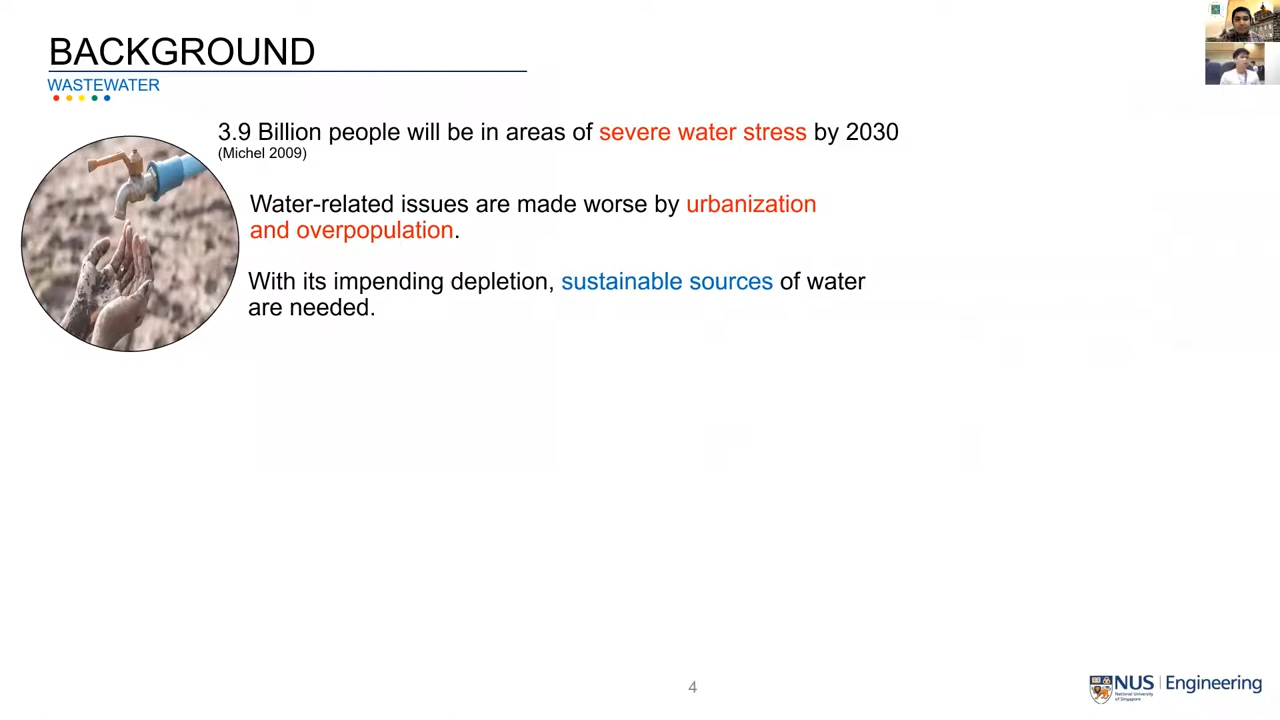 BACKGROUND
WASTEWATER
3.9 Billion people will be in areas of severe water stress by 2030
(Michel 2009)
Water-related issues are made worse by urbanization
and overpopulation.
With its impending depletion, sustainable sources of water
are needed.
4
NUS | Engineering
National University
of Singapore